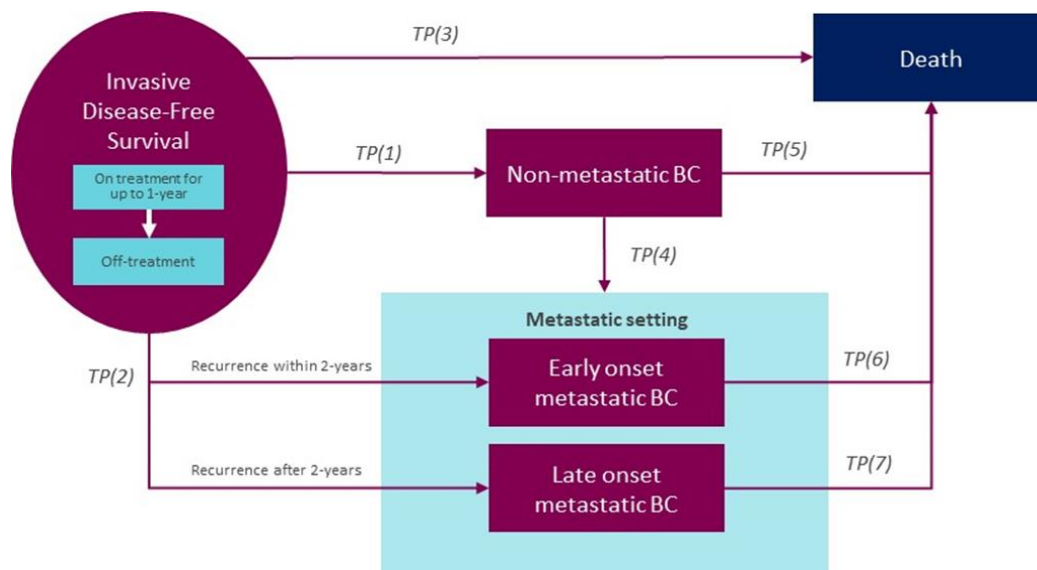 TP(3)
Death
Invasive
Disease-Free
Survival
On treatment for
up to 1-year
Off-treatment
TP(1)
Non-metastatic BC
TP(5)
TP(4)
Metastatic setting
TP(2)
Recurrence within 2-years
Early onset
metastatic BC
TP(6)
Recurrence after 2-years
Late onset
metastatic BC
TP(7)